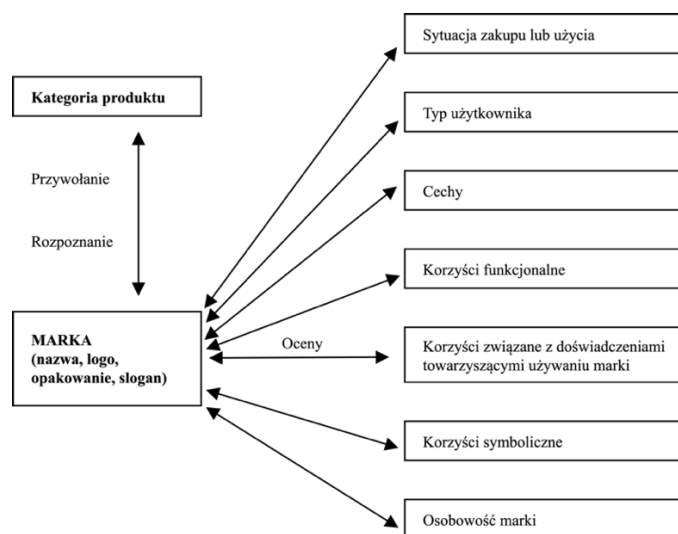 Sytuacja zakupu lub użycia
Kategoria produktu
Typ użytkownika
Przywołanie
Cechy
Rozpoznanie
Korzyści funkcjonalne
MARKA
(nazwa, logo,
opakowanie, slogan)
Oceny
Korzyści związane z doświadczeniami
towarzyszącymi używaniu marki
Korzyści symboliczne
Osobowość marki